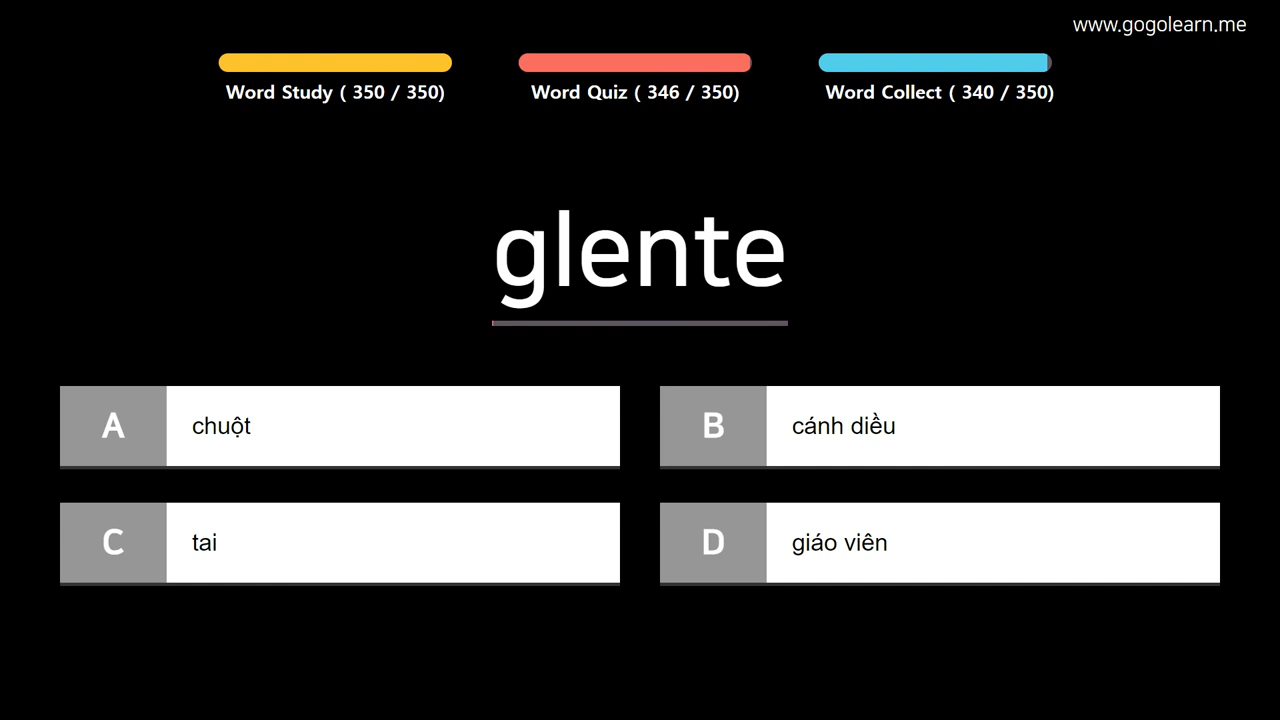 www.gogolearn.me
Word Study ( 350 / 350)
Word Quiz ( 346 / 350)
Word Collect ( 340 / 350)
glente
A chuột
B cánh diều
C tai
D giáo viên